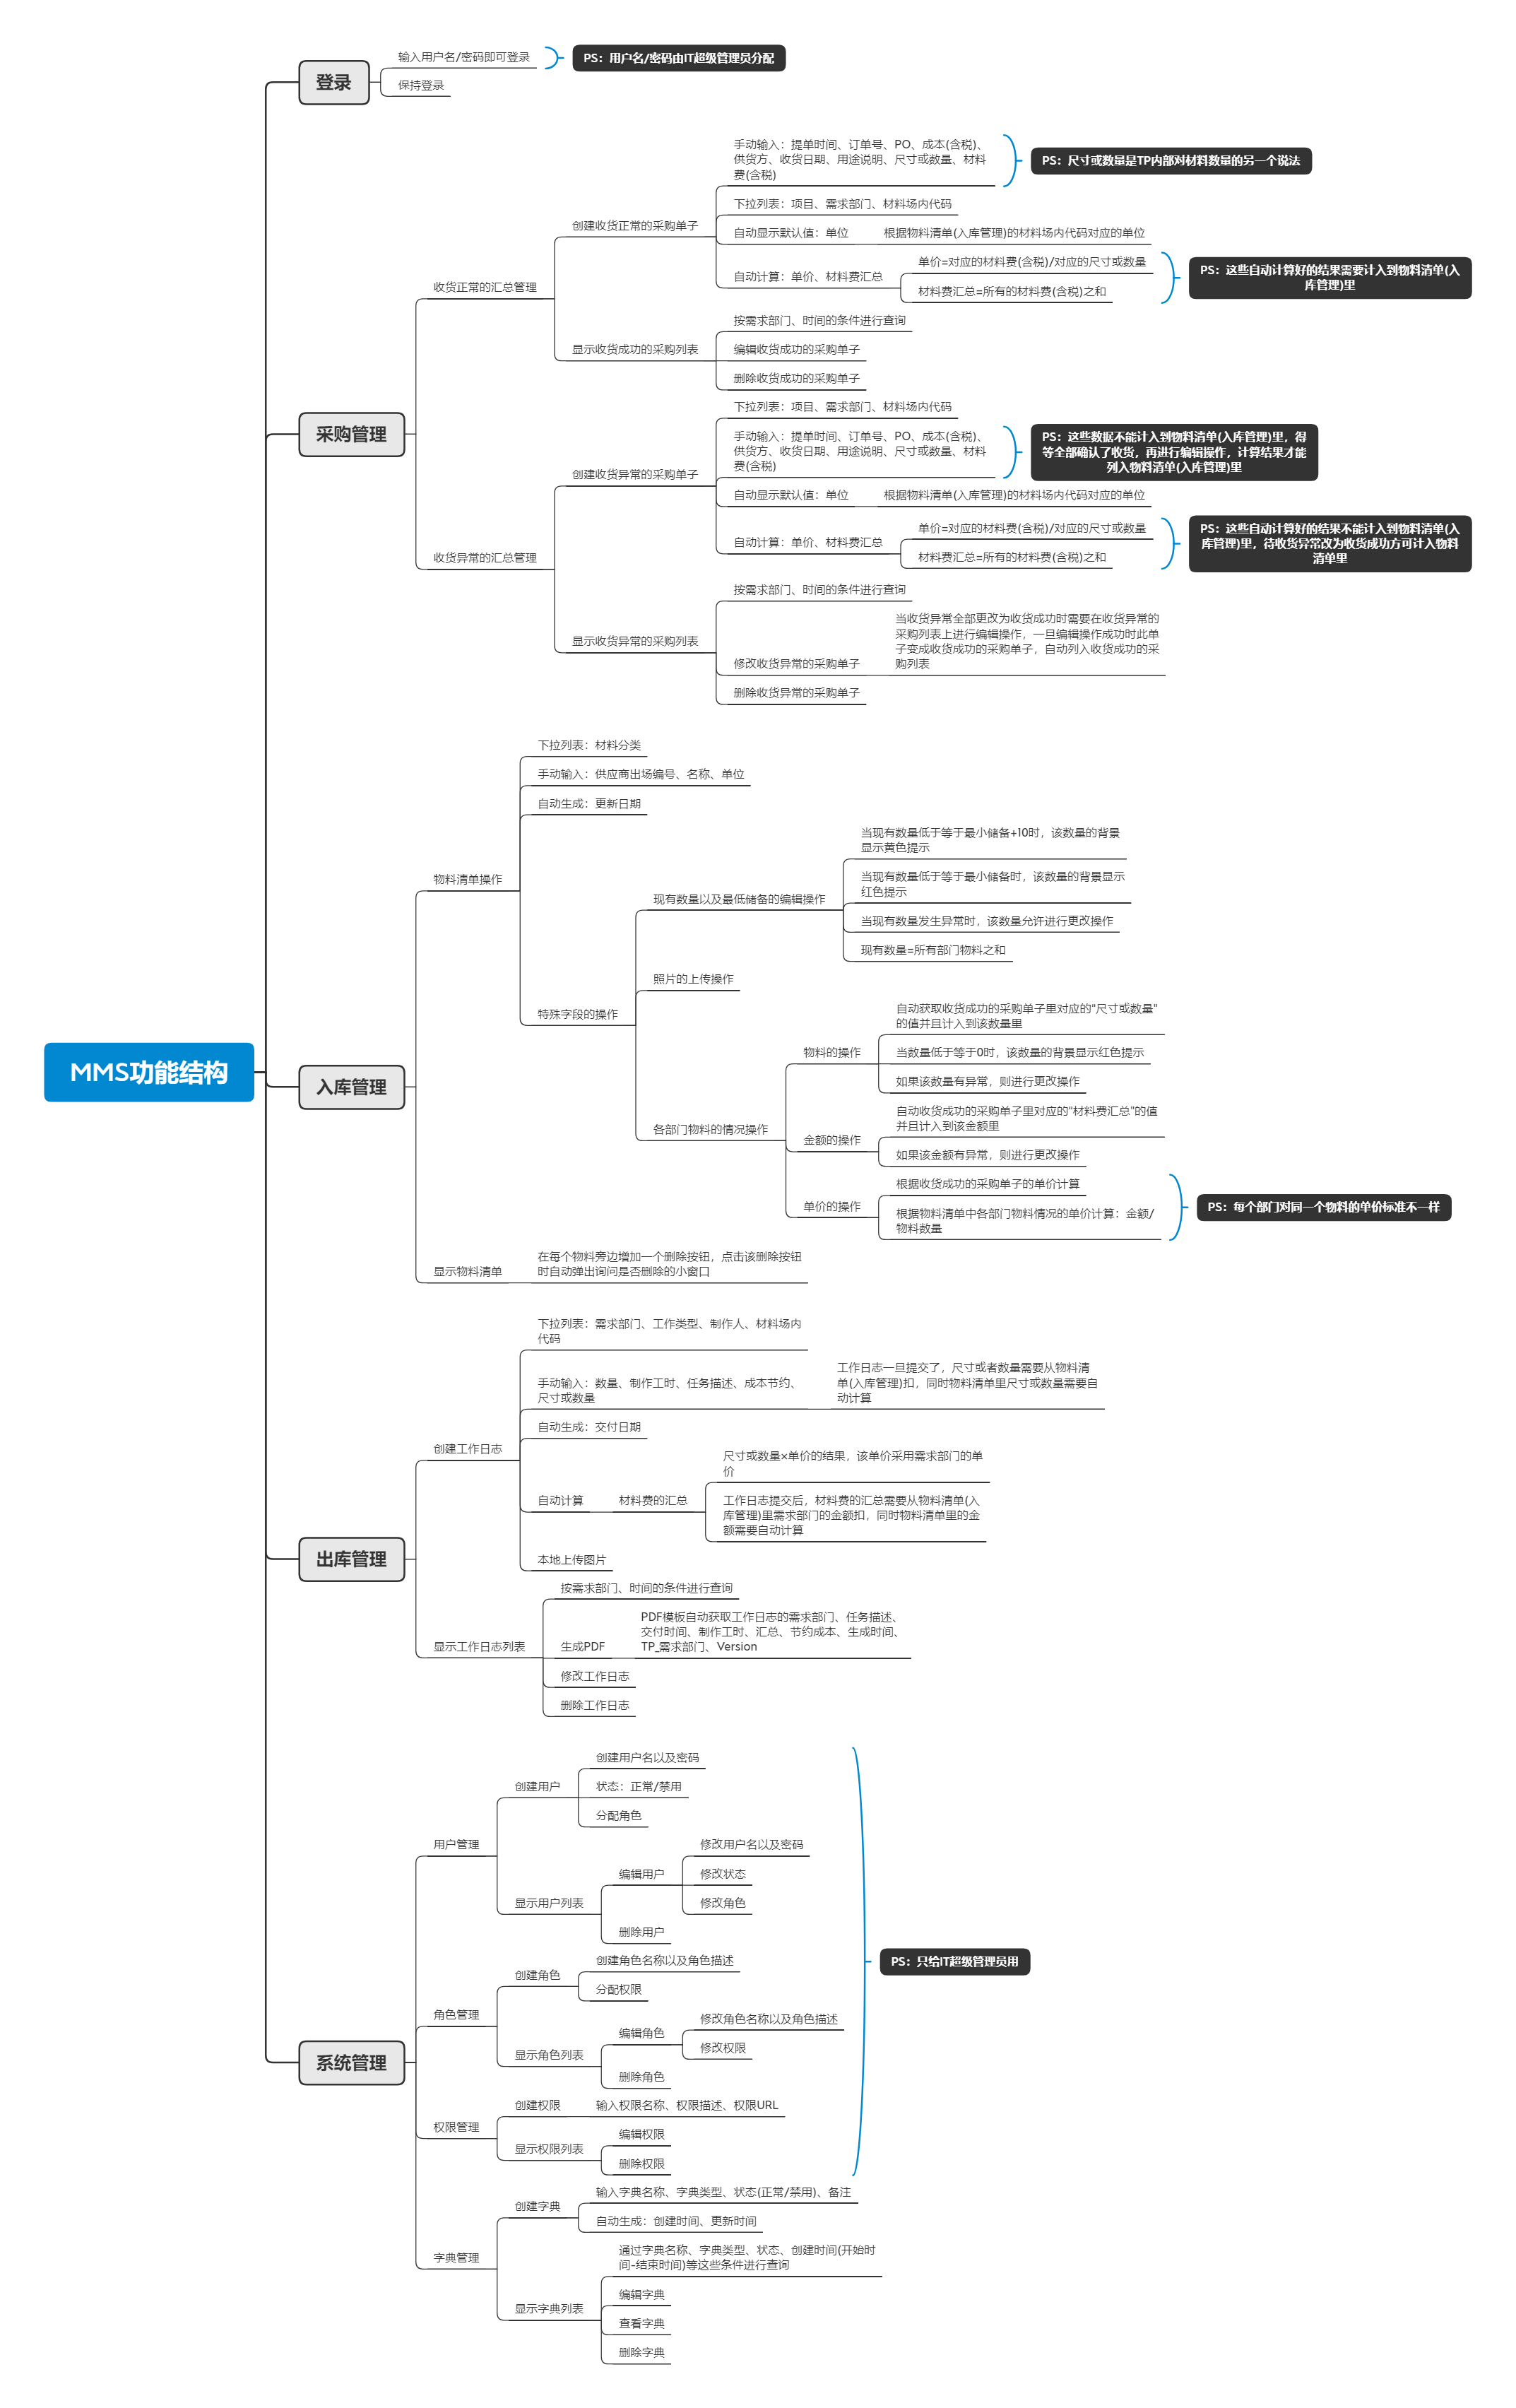 MMS功能结构
登录
输入用户名/密码即可登录
PS：用户名/密码由IT超级管理员分配
保持登录
采购管理
收货正常的汇总管理
创建收货正常的采购单子
手动输入：提单时间、订单号、PO、成本(含税)、
供货方、收货日期、用途说明、尺寸或数量、材料
费(含税)
PS：尺寸或数量是TP内部对材料数量的另一个说法
下拉列表：项目、需求部门、材料场内代码
自动显示默认值：单位
根据物料清单(入库管理)的材料场内代码对应的单位
自动计算：单价、材料费汇总
单价=对应的材料费(含税)/对应的尺寸或数量
材料费汇总=所有的材料费(含税)之和
PS：这些自动计算好的结果需要计入到物料清单(入
库管理)里
显示收货成功的采购列表
按需求部门、时间的条件进行查询
编辑收货成功的采购单子
删除收货成功的采购单子
收货异常的汇总管理
创建收货异常的采购单子
下拉列表：项目、需求部门、材料场内代码
手动输入：提单时间、订单号、PO、成本(含税)、
供货方、收货日期、用途说明、尺寸或数量、材料
费(含税)
PS：这些数据不能计入到物料清单(入库管理)里，得
等全部确认了收货，再进行编辑操作，计算结果才能
列入物料清单(入库管理)里
自动显示默认值：单位
根据物料清单(入库管理)的材料场内代码对应的单位
自动计算：单价、材料费汇总
单价=对应的材料费(含税)/对应的尺寸或数量
材料费汇总=所有的材料费(含税)之和
PS：这些自动计算好的结果不能计入到物料清单(入
库管理)里，待收货异常改为收货成功方可计入物料
清单里
显示收货异常的采购列表
按需求部门、时间的条件进行查询
修改收货异常的采购单子
当收货异常全部更改为收货成功时需要在收货异常的
采购列表上进行编辑操作，一旦编辑操作成功时此单
子变成收货成功的采购单子，自动列入收货成功的采
购列表
删除收货异常的采购单子
入库管理
物料清单操作
下拉列表：材料分类
手动输入：供应商出场编号、名称、单位
自动生成：更新日期
特殊字段的操作
现有数量以及最低储备的编辑操作
当现有数量低于等于最小储备+10时，该数量的背景
显示黄色提示
当现有数量低于等于最小储备时，该数量的背景显示
红色提示
当现有数量发生异常时，该数量允许进行更改操作
现有数量=所有部门物料之和
照片的上传操作
各部门物料的情况操作
物料的操作
自动获取收货成功的采购单子里对应的"尺寸或数量"
的值并且计入到该数量里
当数量低于等于0时，该数量的背景显示红色提示
如果该数量有异常，则进行更改操作
金额的操作
自动收货成功的采购单子里对应的"材料费汇总"的值
并且计入到该金额里
如果该金额有异常，则进行更改操作
单价的操作
根据收货成功的采购单子的单价计算
根据物料清单中各部门物料情况的单价计算：金额/
物料数量
PS：每个部门对同一个物料的单价标准不一样
显示物料清单
在每个物料旁边增加一个删除按钮，点击该删除按钮
时自动弹出询问是否删除的小窗口
出库管理
创建工作日志
下拉列表：需求部门、工作类型、制作人、材料场内
代码
手动输入：数量、制作工时、任务描述、成本节约、
尺寸或数量
工作日志一旦提交了，尺寸或者数量需要从物料清
单(入库管理)扣，同时物料清单里尺寸或数量需要自
动计算
自动生成：交付日期
自动计算
材料费的汇总
尺寸或数量×单价的结果，该单价采用需求部门的单
价
工作日志提交后，材料费的汇总需要从物料清单(入
库管理)里需求部门的金额扣，同时物料清单里的金
额需要自动计算
本地上传图片
显示工作日志列表
按需求部门、时间的条件进行查询
生成PDF
PDF模板自动获取工作日志的需求部门、任务描述、
交付时间、制作工时、汇总、节约成本、生成时间、
TP_需求部门、Version
修改工作日志
删除工作日志
系统管理
用户管理
创建用户
创建用户名以及密码
状态：正常/禁用
分配角色
显示用户列表
编辑用户
修改用户名以及密码
修改状态
修改角色
删除用户
角色管理
创建角色
创建角色名称以及角色描述
分配权限
显示角色列表
编辑角色
修改角色名称以及角色描述
修改权限
删除角色
权限管理
创建权限
输入权限名称、权限描述、权限URL
显示权限列表
编辑权限
删除权限
PS：只给IT超级管理员用
字典管理
创建字典
输入字典名称、字典类型、状态(正常/禁用)、备注
自动生成：创建时间、更新时间
显示字典列表
通过字典名称、字典类型、状态、创建时间(开始时
间-结束时间)等这些条件进行查询
编辑字典
查看字典
删除字典